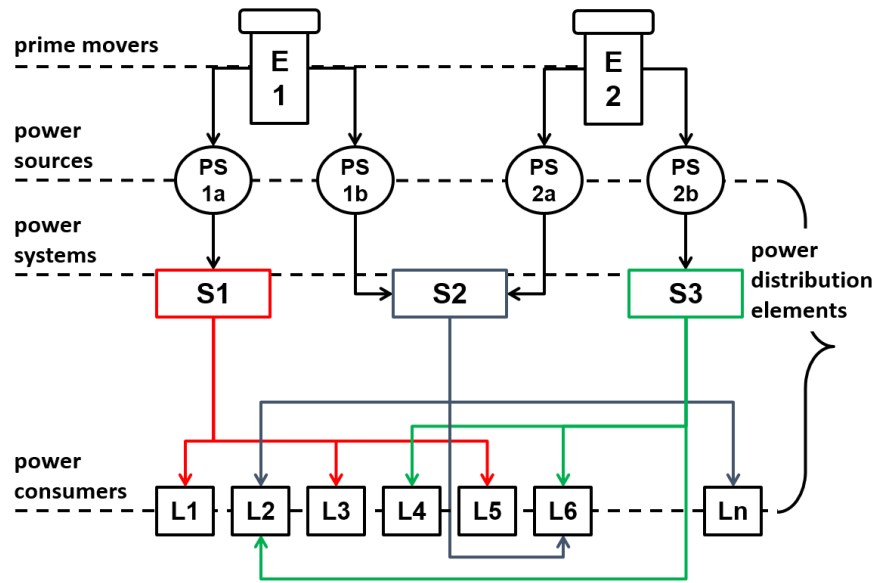 prime movers
E
1
E
2
power
sources
PS
1a
PS
1b
PS
2a
PS
2b
power
systems
S1
S2
S3
power
distribution
elements
power
consumers
L1
L2
L3
L4
L5
L6
Ln